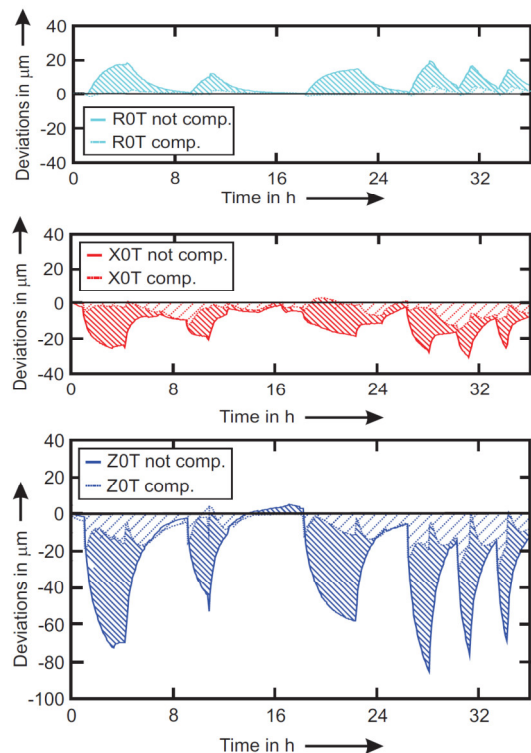 40
20
0
-20
-40
Deviations in μm
R0T not comp.
R0T comp.
0 8 16 24 32
Time in h
40
20
0
-20
-40
Deviations in μm
X0T not comp.
X0T comp.
0 8 16 24 32
Time in h
40
20
0
-20
-40
-60
-80
-100
Deviations in μm
Z0T not comp.
Z0T comp.
0 8 16 24 32
Time in h